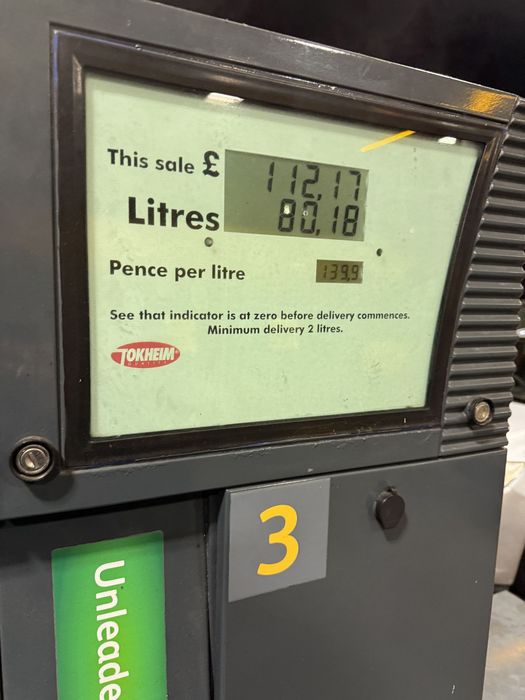 This sale £ 112,17
Litres 80,18
Pence per litre 139,9
See that indicator is at zero before delivery commences.
Minimum delivery 2 litres.
TOKHEIM
3
Unleade